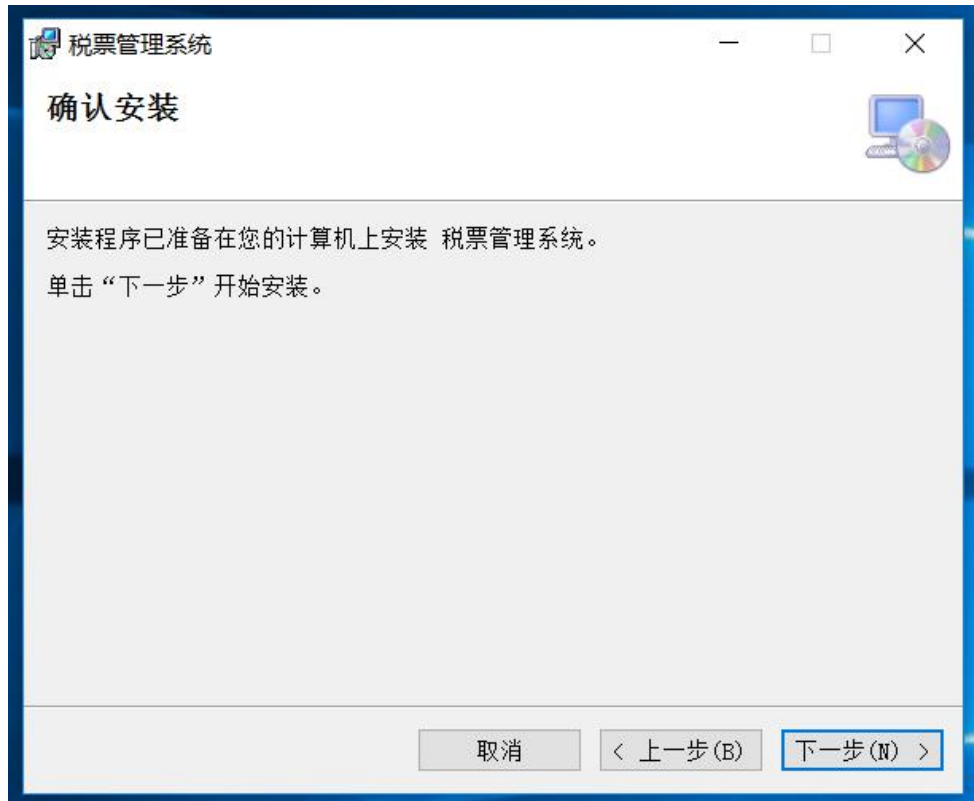 税票管理系统
确认安装
安装程序已准备在您的计算机上安装 税票管理系统。
单击“下一步”开始安装。
取消
< 上一步(B)
下一步(N) >